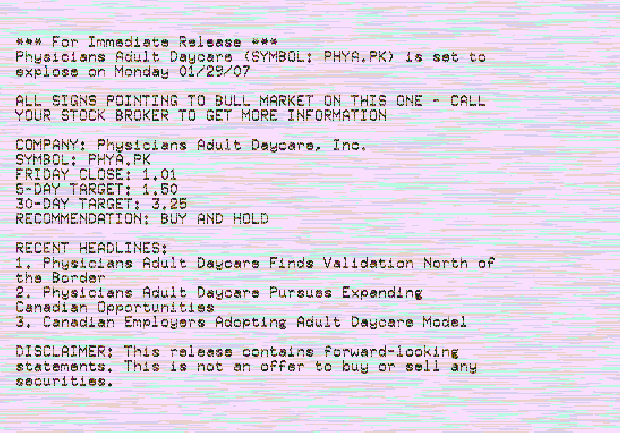 *** For Immediate Release ***
Physicians Adult Daycare (SYMBOL: PHYA.PK) is set to
explose on Monday 01/29/07
ALL SIGNS POINTING TO BULL MARKET ON THIS ONE - CALL
YOUR STOCK BROKER TO GET MORE INFORMATION
COMPANY: Physicians Adult Daycare, Inc.
SYMBOL: PHYA.PK
FRIDAY CLOSE: 1.01
5-DAY TARGET: 1.50
30-DAY TARGET: 3.25
RECOMMENDATION: BUY AND HOLD
RECENT HEADLINES:
1. Physicians Adult Daycare Finds Validation North of
the Border
2. Physicians Adult Daycare Pursues Expanding
Canadian Opportunities
3. Canadian Employers Adopting Adult Daycare Model
DISCLAIMER: This release contains forward-looking
statements. This is not an offer to buy or sell any
securities.